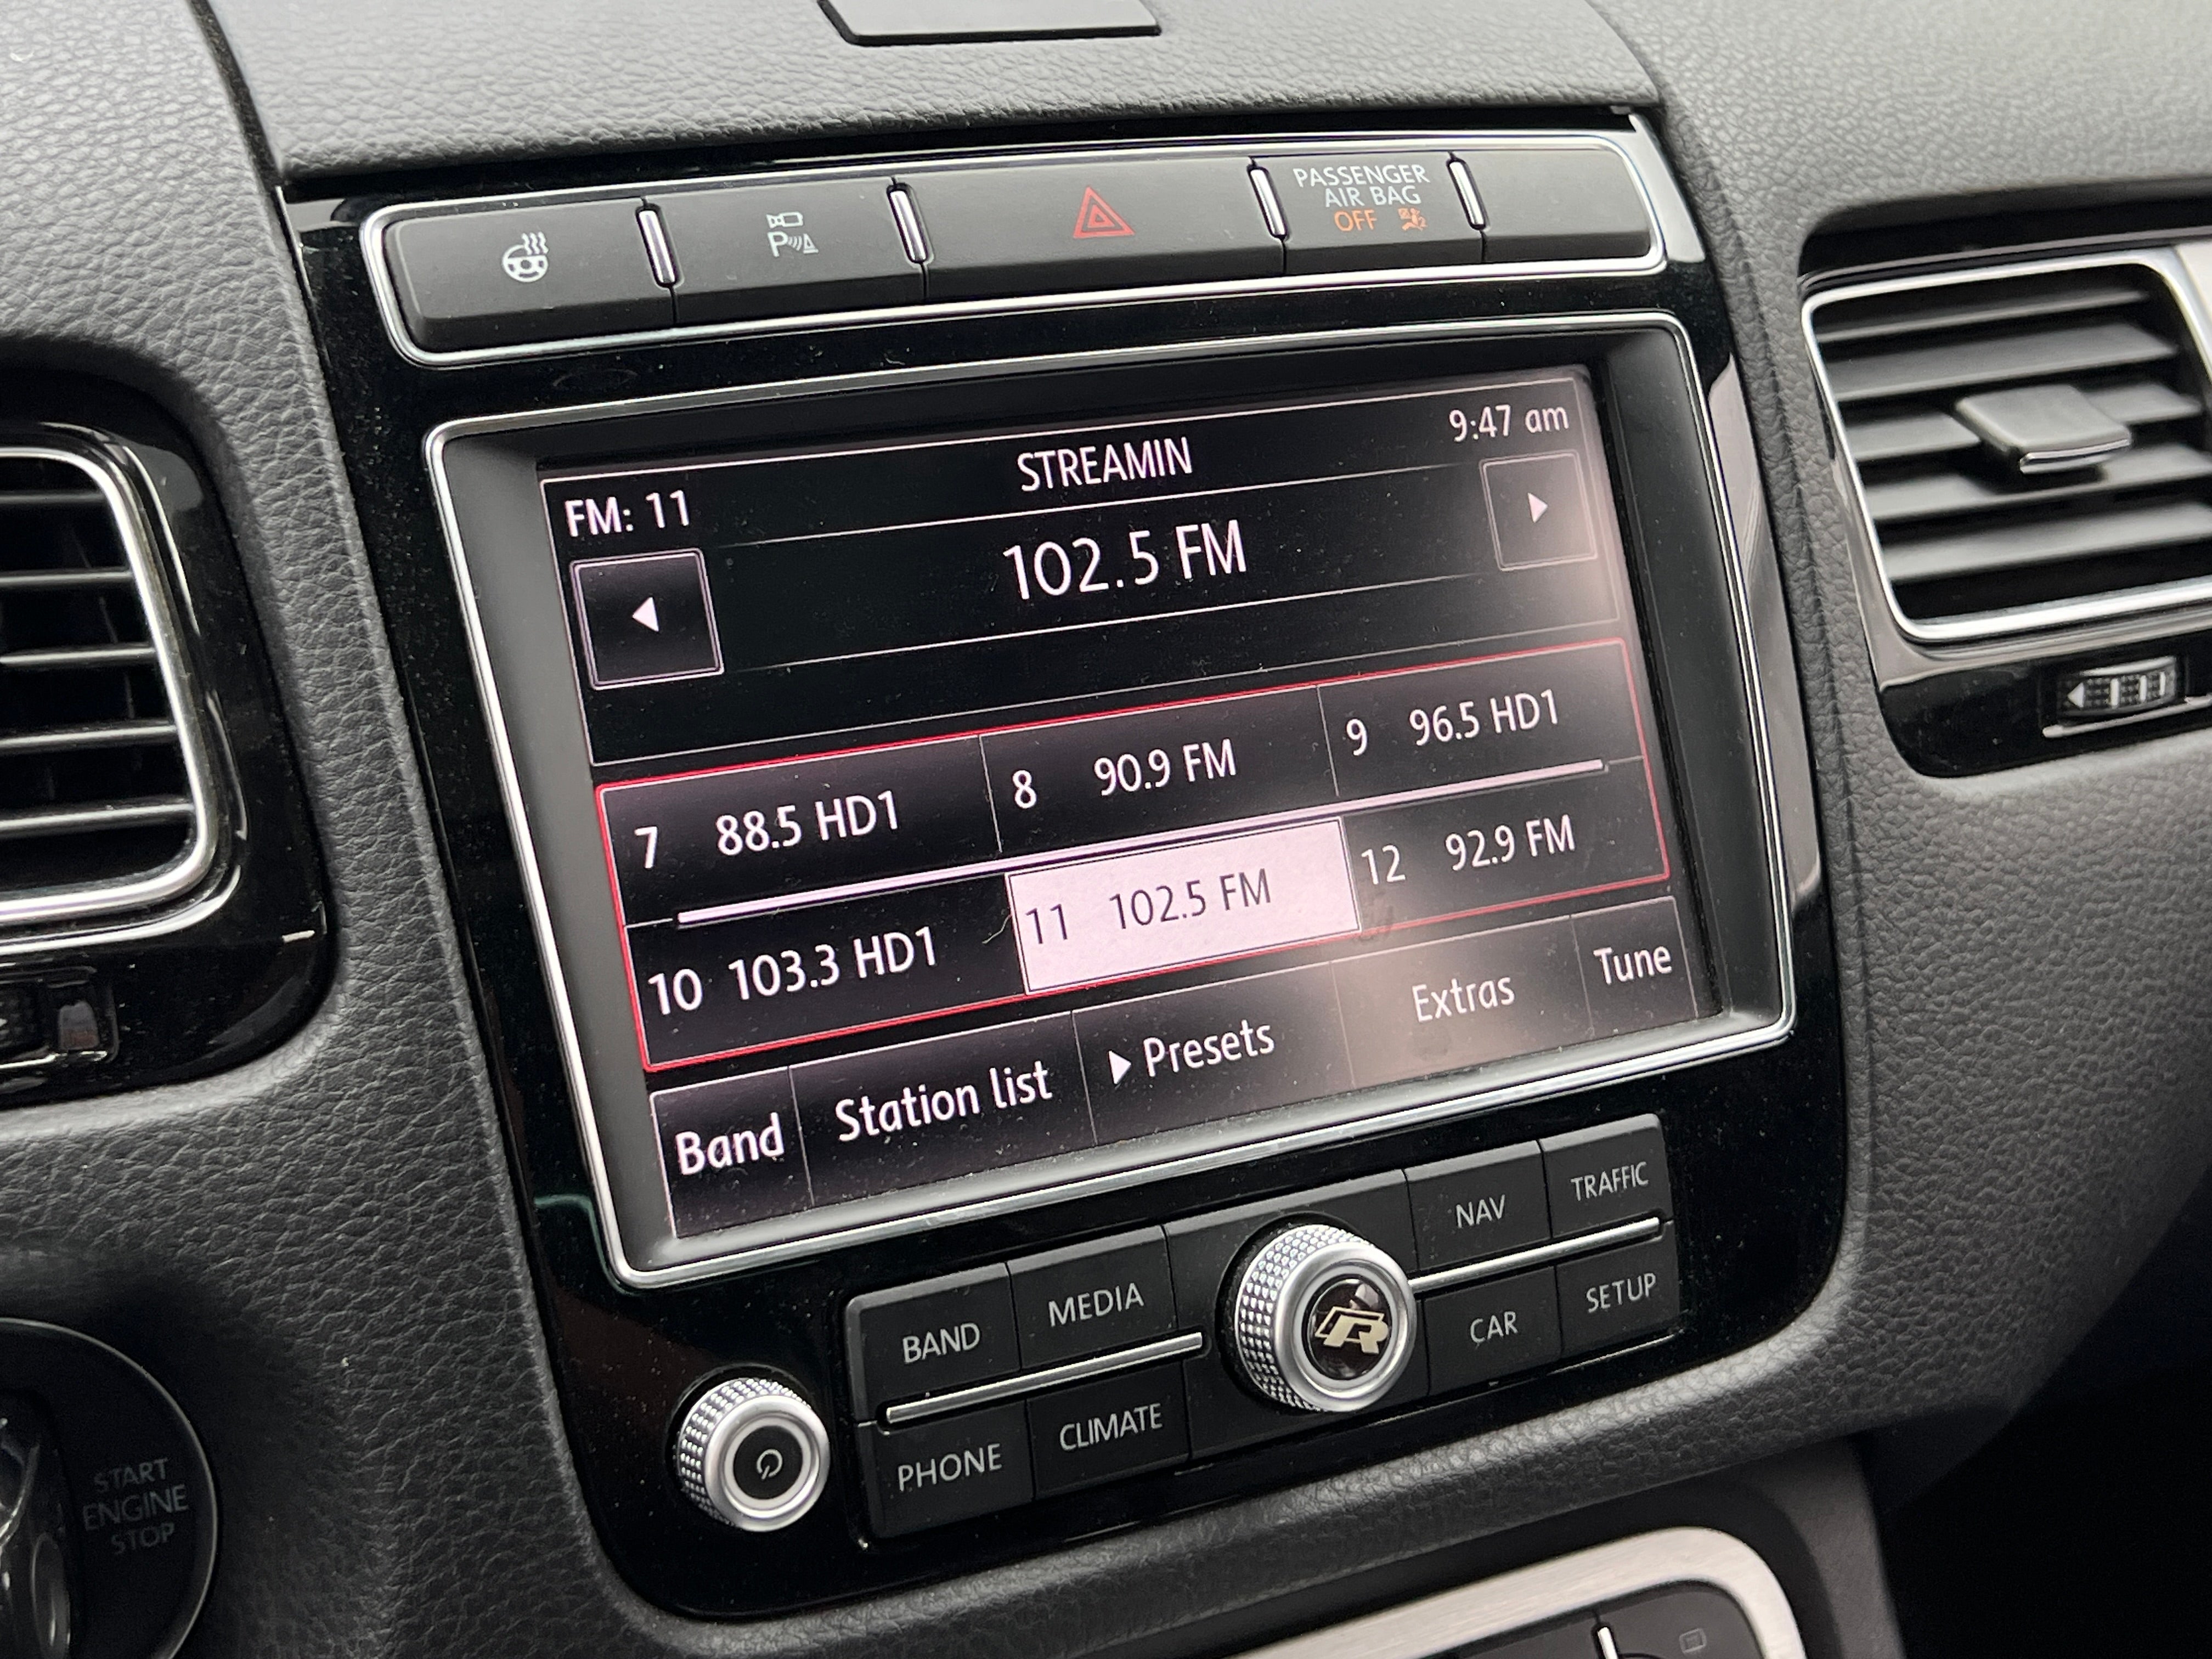 PASSENGER
AIR BAG
OFF
P
FM: 11
STREAMIN
9:47 am
102.5 FM
7 88.5 HD1
8 90.9 FM
9 96.5 HD1
10 103.3 HD1
11 102.5 FM
12 92.9 FM
Band
Station list
Presets
Extras
Tune
BAND
MEDIA
NAV
TRAFFIC
PHONE
CLIMATE
R
CAR
SETUP
START
ENGINE
STOP